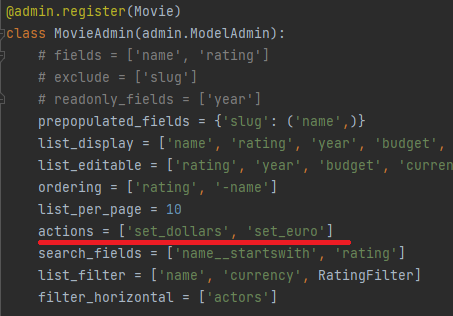 @admin.register(Movie)
class MovieAdmin(admin.ModelAdmin):
# fields = ['name', 'rating']
# exclude = ['slug']
# readonly_fields = ['year']
prepopulated_fields = {'slug': ('name',)}
list_display = ['name', 'rating', 'year', 'budget',
list_editable = ['rating', 'year', 'budget', 'curren
ordering = ['rating', '-name']
list_per_page = 10
actions = ['set_dollars', 'set_euro']
search_fields = ['name__startswith', 'rating']
list_filter = ['name', 'currency', RatingFilter]
filter_horizontal = ['actors']